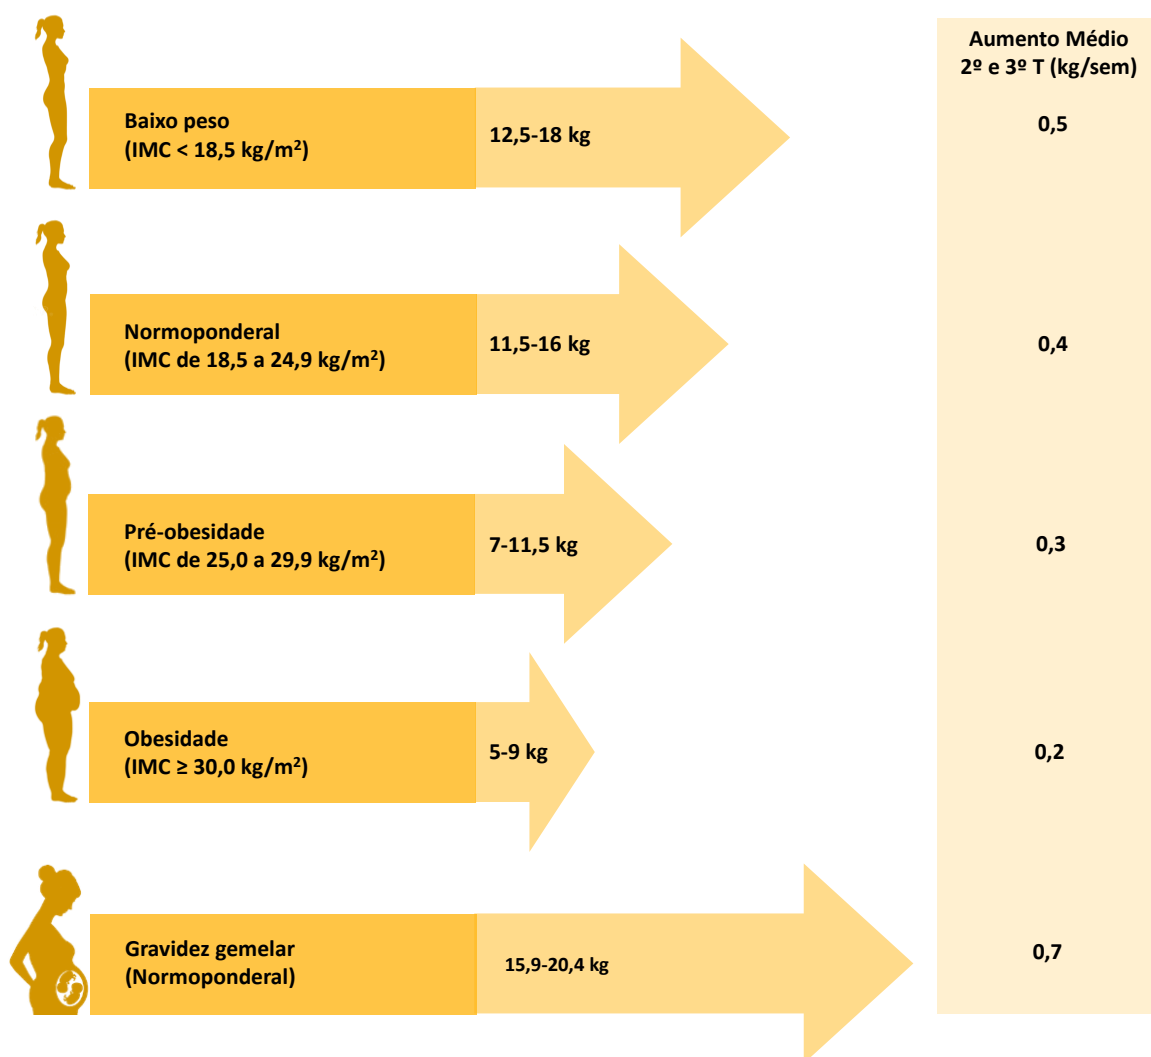 Aumento Médio
2º e 3º T (kg/sem)
Baixo peso
(IMC < 18,5 kg/m²)
12,5-18 kg
0,5
Normoponderal
(IMC de 18,5 a 24,9 kg/m²)
11,5-16 kg
0,4
Pré-obesidade
(IMC de 25,0 a 29,9 kg/m²)
7-11,5 kg
0,3
Obesidade
(IMC ≥ 30,0 kg/m²)
5-9 kg
0,2
Gravidez gemelar
(Normoponderal)
15,9-20,4 kg
0,7